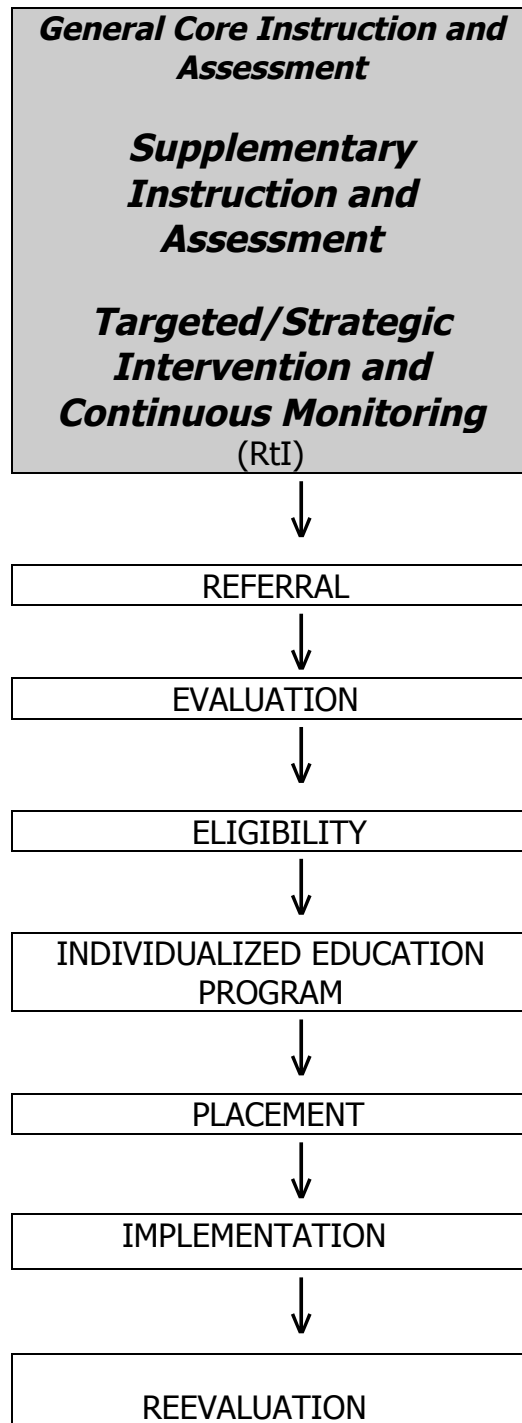 General Core Instruction and
Assessment
Supplementary
Instruction and
Assessment
Targeted/Strategic
Intervention and
Continuous Monitoring
(RtI)
REFERRAL
EVALUATION
ELIGIBILITY
INDIVIDUALIZED EDUCATION
PROGRAM
PLACEMENT
IMPLEMENTATION
REEVALUATION